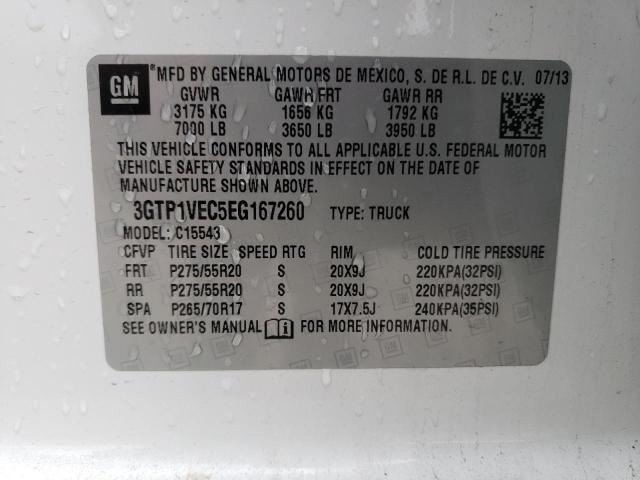 GM ® MFD BY GENERAL MOTORS DE MEXICO, S. DE R.L. DE C.V. 07/13
GVWR GAWR FRT GAWR RR
3175 KG 1656 KG 1792 KG
7000 LB 3650 LB 3950 LB
THIS VEHICLE CONFORMS TO ALL APPLICABLE U.S. FEDERAL MOTOR
VEHICLE SAFETY STANDARDS IN EFFECT ON THE DATE OF
MANUFACTURE SHOWN ABOVE.
3GTP1VEC5EG167260 TYPE: TRUCK
MODEL: C15543
CFVP TIRE SIZE SPEED RTG RIM COLD TIRE PRESSURE
FRT P275/55R20 S 20X9J 220KPA(32PSI)
RR P275/55R20 S 20X9J 220KPA(32PSI)
SPA P265/70R17 S 17X7.5J 240KPA(35PSI)
SEE OWNER'S MANUAL FOR MORE INFORMATION.